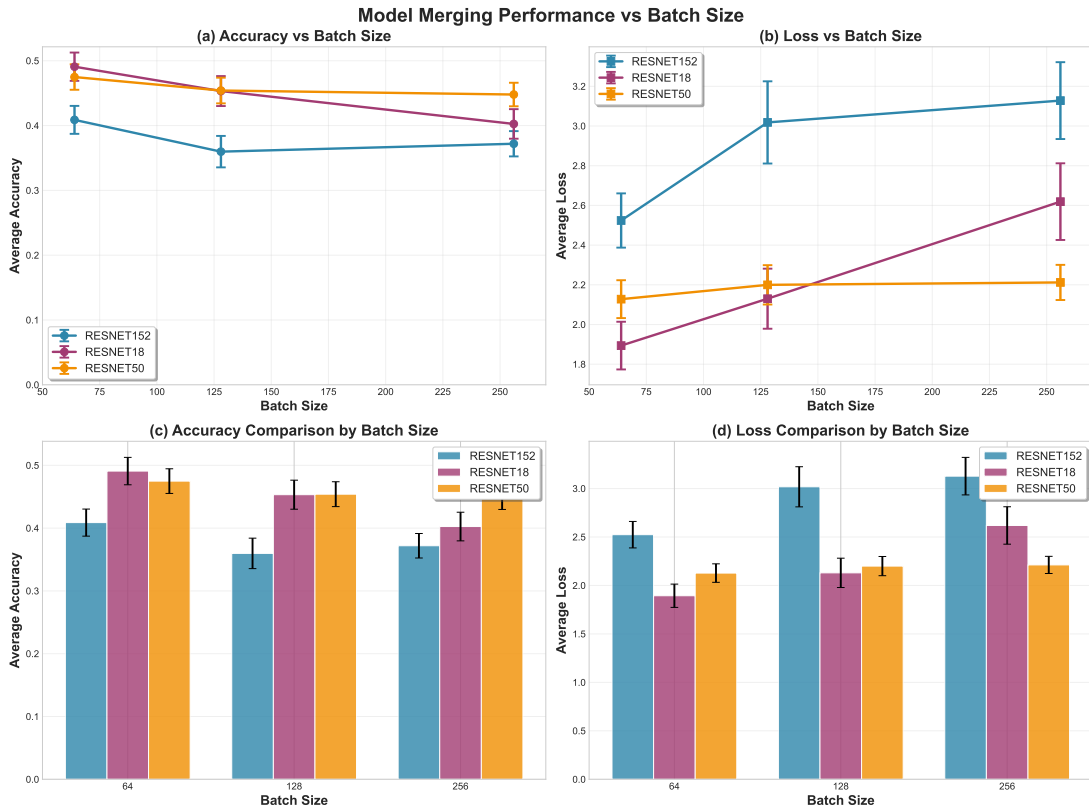 Model Merging Performance vs Batch Size
(a) Accuracy vs Batch Size
Average Accuracy
0.5
0.4
0.3
0.2
0.1
0.0
RESNET152
RESNET18
RESNET50
50 75 100 125 150 175 200 225 250
Batch Size
(b) Loss vs Batch Size
RESNET152
RESNET18
RESNET50
Average Loss
3.2
3.0
2.8
2.6
2.4
2.2
2.0
1.8
50 75 100 125 150 175 200 225 250
Batch Size
(c) Accuracy Comparison by Batch Size
RESNET152
RESNET18
RESNET50
Average Accuracy
0.5
0.4
0.3
0.2
0.1
0.0
64 128 256
Batch Size
(d) Loss Comparison by Batch Size
RESNET152
RESNET18
RESNET50
Average Loss
3.0
2.5
2.0
1.5
1.0
0.5
0.0
64 128 256
Batch Size